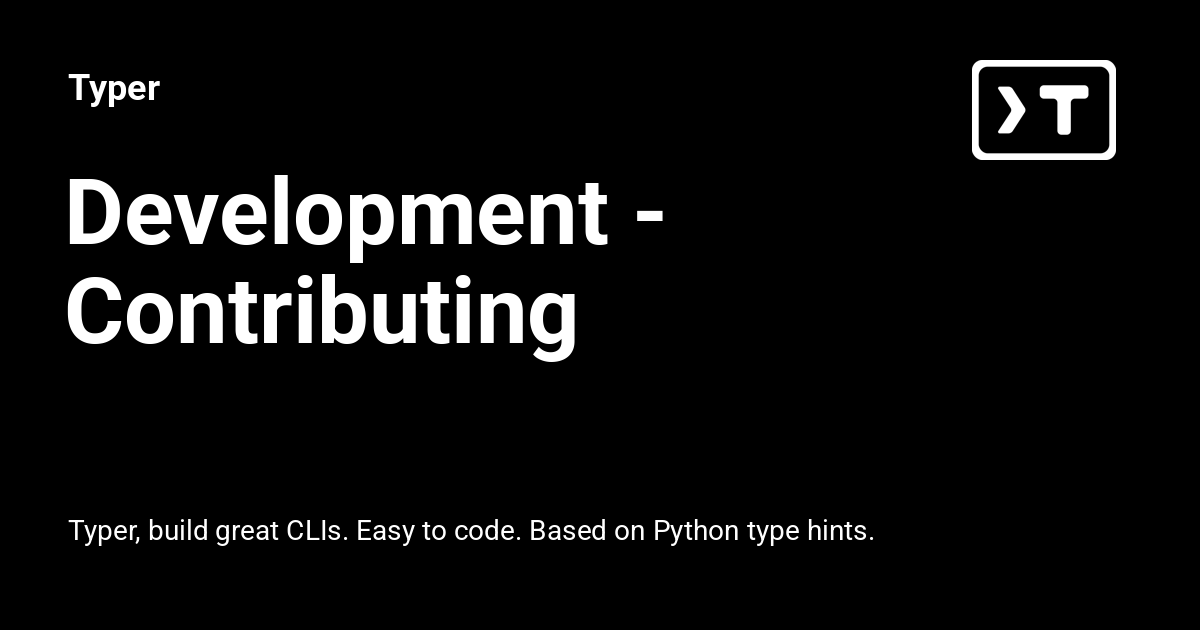 Typer
❯T
Development -
Contributing
Typer, build great CLIs. Easy to code. Based on Python type hints.